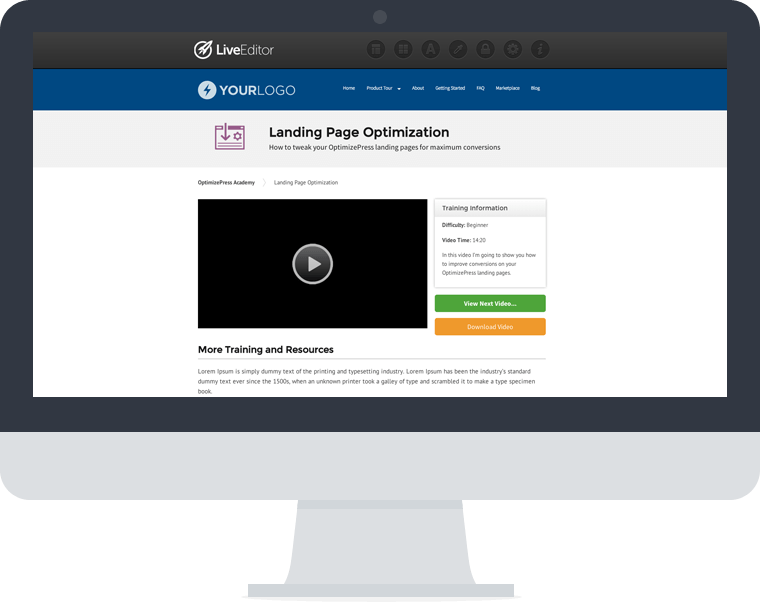 LiveEditor
YOURLOGO
Home Product Tour About Getting Started FAQ Marketplace Blog
Landing Page Optimization
How to tweak your OptimizePress landing pages for maximum conversions
OptimizePress Academy Landing Page Optimization
Training Information
Difficulty: Beginner
Video Time: 14:20
In this video I'm going to show you how
to improve conversions on your
OptimizePress landing pages.
View Next Video...
Download Video
More Training and Resources
Lorem Ipsum is simply dummy text of the printing and typesetting industry. Lorem Ipsum has been the industry's standard
dummy text ever since the 1500s, when an unknown printer took a galley of type and scrambled it to make a type specimen
book.